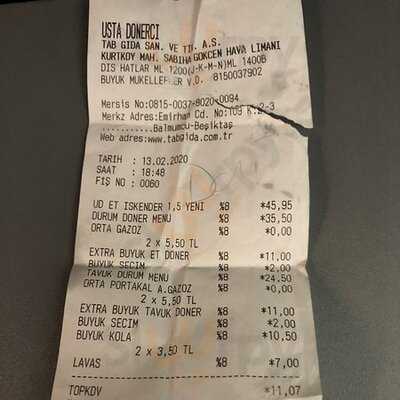 USTA DONERCI
TAB GIDA SAN. VE TIC. A.S.
KURTKOY MAH. SABIHA GOKCEN HAVA LIMANI
DIS HATLAR ML 1200(J-K-M-N)ML 1400B
BUYUK MUKELLEFLER V.D. 8150037902
Mersis No:0815-0037-8020-0094
Merkz Adres:Emirhan Cd. No:109 K:2-3
..........Balmumcu-Beşiktaş
Web adres:www.tabgida.com.tr
TARIH : 13.02.2020
SAAT : 18:48
FİŞ NO : 0060
UD ET ISKENDER 1,5 YENI %8 *45,95
DURUM DONER MENU %8 *35,50
ORTA GAZOZ %8 *0,00
2 x 5,50 TL
EXTRA BUYUK ET DONER %8 *11,00
BUYUK SECIM %8 *2,00
TAVUK DURUM MENU %8 *24,50
ORTA PORTAKAL A.GAZOZ %8 *0,00
2 x 5,50 TL
EXTRA BUYUK TAVUK DONER %8 *11,00
BUYUK SECIM %8 *2,00
BUYUK KOLA %8 *10,50
2 x 3,50 TL
LAVAS %8 *7,00
TOPKDV *11,07